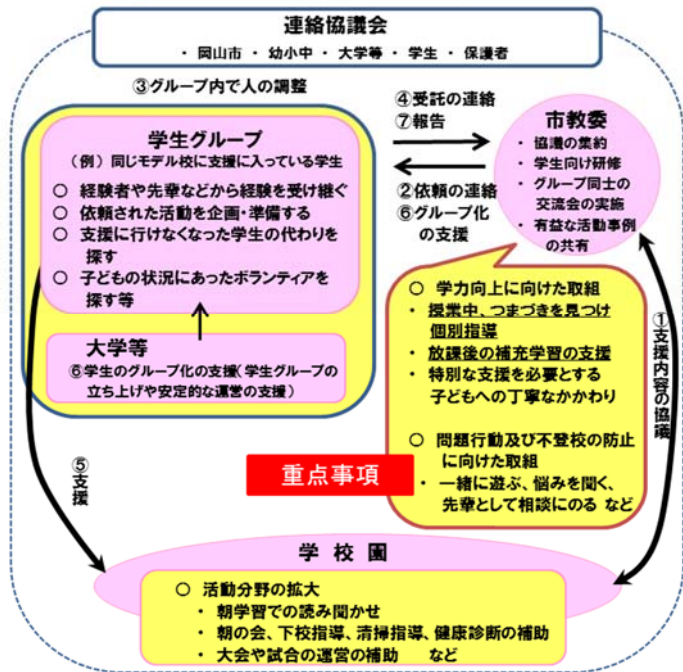 連絡協議会
・ 岡山市 ・ 幼小中 ・ 大学等 ・ 学生 ・ 保護者
③グループ内で人の調整
学生グループ
(例) 同じモデル校に支援に入っている学生
○ 経験者や先輩などから経験を受け継ぐ
○ 依頼された活動を企画・準備する
○ 支援に行けなくなった学生の代わりを
探す
○ 子どもの状況にあったボランティアを
探す等
大学等
⑥学生のグループ化の支援(学生グループの
立ち上げや安定的な運営の支援)
④受託の連絡
⑦報告
②依頼の連絡
⑥グループ化
の支援
市教委
・ 協議の集約
・ 学生向け研修
・ グループ同士の
交流会の実施
・ 有益な活動事例
の共有
○ 学力向上に向けた取組
・ 授業中、つまづきを見つけ
個別指導
・ 放課後の補充学習の支援
・ 特別な支援を必要とする
子どもへの丁寧なかかわり
○ 問題行動及び不登校の防止
に向けた取組
・ 一緒に遊ぶ、悩みを聞く、
先輩として相談にのる など
重点事項
①支援内容の協議
⑤支援
学校園
○ 活動分野の拡大
・ 朝学習での読み聞かせ
・ 朝の会、下校指導、清掃指導、健康診断の補助
・ 大会や試合の運営の補助 など